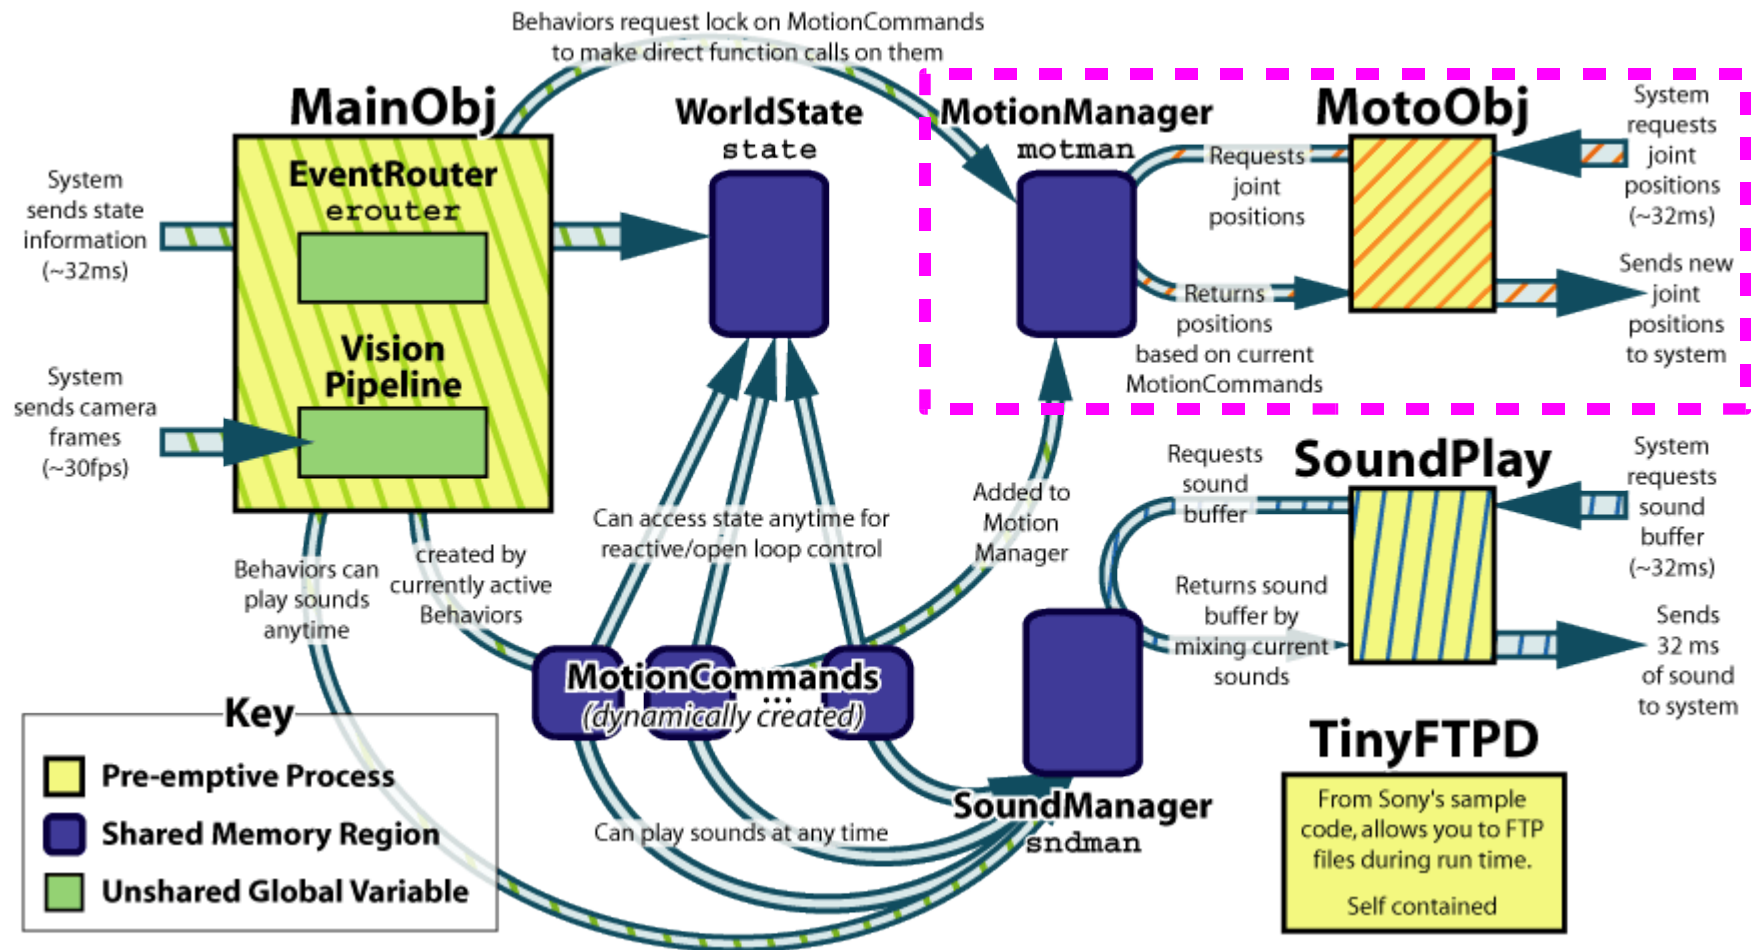 Behaviors request lock on MotionCommands
to make direct function calls on them
MainObj
EventRouter
erouter
Vision
Pipeline
System
sends state
information
(~32ms)
System
sends camera
frames
(~30fps)
WorldState
state
MotionManager
motman
MotoObj
Requests
joint
positions
Returns
positions
based on current
MotionCommands
System
requests
joint
positions
(~32ms)
Sends new
joint
positions
to system
Can access state anytime for
reactive/open loop control
Added to
Motion
Manager
Behaviors can
play sounds
anytime
created by
currently active
Behaviors
MotionCommands
...
(dynamically created)
Can play sounds at any time
SoundManager
sndman
SoundPlay
Requests
sound
buffer
Returns sound
buffer by
mixing current
sounds
System
requests
sound
buffer
(~32ms)
Sends
32 ms
of sound
to system
TinyFTPD
From Sony's sample
code, allows you to FTP
files during run time.
Self contained
Key
Pre-emptive Process
Shared Memory Region
Unshared Global Variable